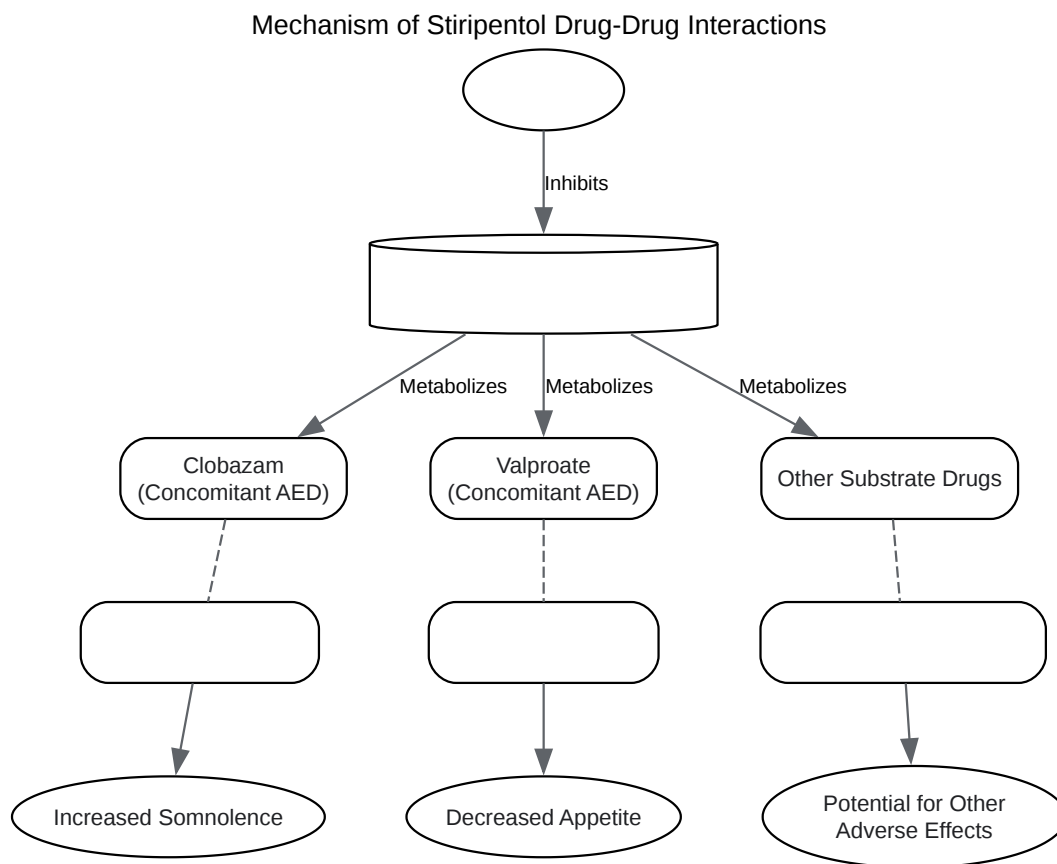 Mechanism of Stiripentol Drug-Drug Interactions
Inhibits
Metabolizes
Metabolizes
Metabolizes
Clobazam
(Concomitant AED)
Valproate
(Concomitant AED)
Other Substrate Drugs
Increased Somnolence
Decreased Appetite
Potential for Other
Adverse Effects